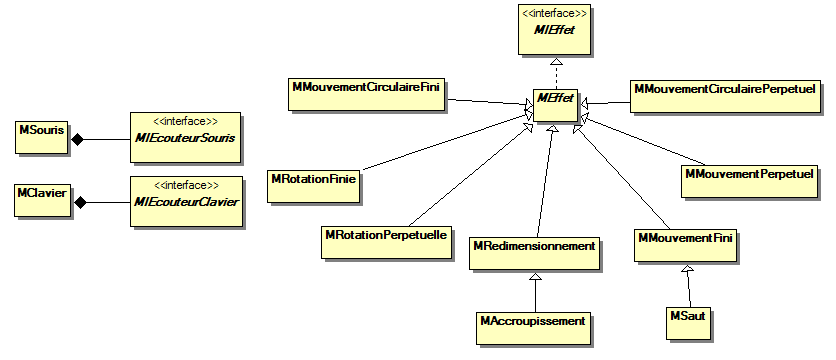 <<interface>>
MIEffet
MMouvementCirculaireFini
MEffet
MMouvementCirculairePerpetuel
MSouris
<<interface>>
MIEcouteurSouris
MClavier
<<interface>>
MIEcouteurClavier
MRotationFinie
MMouvementPerpetuel
MRotationPerpetuelle
MRedimensionnement
MMouvementFini
MAccroupissement
MSaut